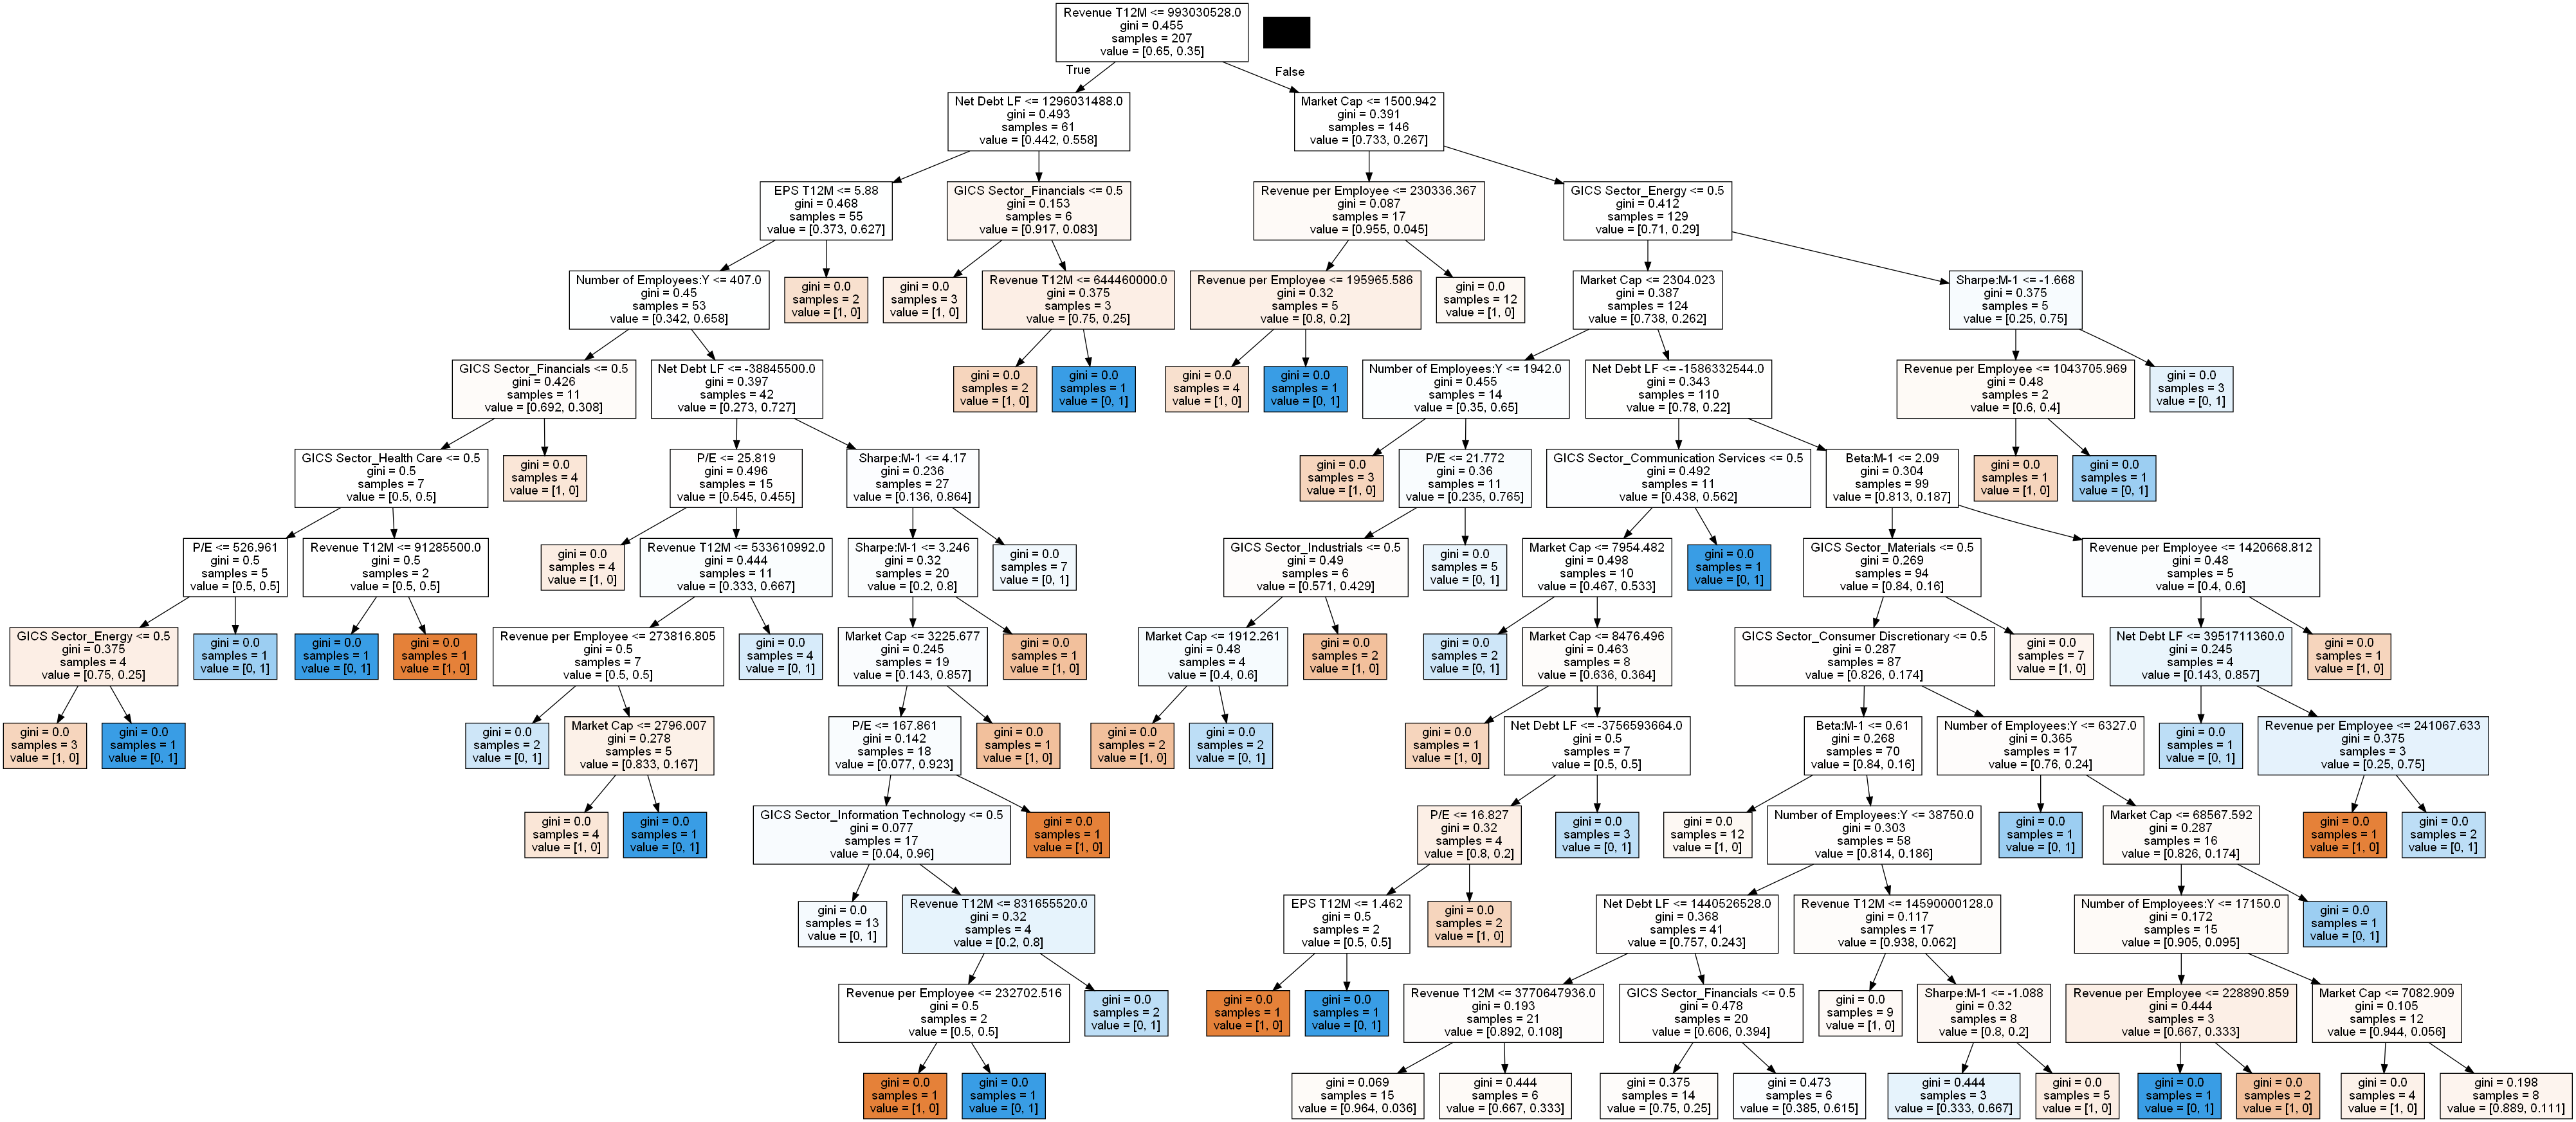 Revenue T12M <= 993030528.0
gini = 0.455
samples = 207
value = [0.65, 0.35]
True
False
Net Debt LF <= 1296031488.0
gini = 0.493
samples = 61
value = [0.442, 0.558]
Market Cap <= 1500.942
gini = 0.391
samples = 146
value = [0.733, 0.267]
EPS T12M <= 5.88
gini = 0.468
samples = 55
value = [0.373, 0.627]
GICS Sector_Financials <= 0.5
gini = 0.153
samples = 6
value = [0.917, 0.083]
Revenue per Employee <= 230336.367
gini = 0.087
samples = 17
value = [0.955, 0.045]
GICS Sector_Energy <= 0.5
gini = 0.412
samples = 129
value = [0.71, 0.29]
Number of Employees:Y <= 407.0
gini = 0.45
samples = 53
value = [0.342, 0.658]
gini = 0.0
samples = 2
value = [1, 0]
gini = 0.0
samples = 3
value = [1, 0]
Revenue T12M <= 644460000.0
gini = 0.375
samples = 3
value = [0.75, 0.25]
Revenue per Employee <= 195965.586
gini = 0.32
samples = 5
value = [0.8, 0.2]
gini = 0.0
samples = 12
value = [1, 0]
Market Cap <= 2304.023
gini = 0.387
samples = 124
value = [0.738, 0.262]
Sharpe:M-1 <= -1.668
gini = 0.375
samples = 5
value = [0.25, 0.75]
GICS Sector_Financials <= 0.5
gini = 0.426
samples = 11
value = [0.692, 0.308]
Net Debt LF <= -38845500.0
gini = 0.397
samples = 42
value = [0.273, 0.727]
gini = 0.0
samples = 2
value = [1, 0]
gini = 0.0
samples = 1
value = [0, 1]
gini = 0.0
samples = 4
value = [1, 0]
gini = 0.0
samples = 1
value = [0, 1]
Number of Employees:Y <= 1942.0
gini = 0.455
samples = 14
value = [0.35, 0.65]
Net Debt LF <= -1586332544.0
gini = 0.343
samples = 110
value = [0.78, 0.22]
Revenue per Employee <= 1043705.969
gini = 0.48
samples = 2
value = [0.6, 0.4]
gini = 0.0
samples = 3
value = [0, 1]
GICS Sector_Health Care <= 0.5
gini = 0.5
samples = 7
value = [0.5, 0.5]
gini = 0.0
samples = 4
value = [1, 0]
P/E <= 25.819
gini = 0.496
samples = 15
value = [0.545, 0.455]
Sharpe:M-1 <= 4.17
gini = 0.236
samples = 27
value = [0.136, 0.864]
gini = 0.0
samples = 3
value = [1, 0]
P/E <= 21.772
gini = 0.36
samples = 11
value = [0.235, 0.765]
GICS Sector_Communication Services <= 0.5
gini = 0.492
samples = 11
value = [0.438, 0.562]
Beta:M-1 <= 2.09
gini = 0.304
samples = 99
value = [0.813, 0.187]
gini = 0.0
samples = 1
value = [1, 0]
gini = 0.0
samples = 1
value = [0, 1]
P/E <= 526.961
gini = 0.5
samples = 5
value = [0.5, 0.5]
Revenue T12M <= 91285500.0
gini = 0.5
samples = 2
value = [0.5, 0.5]
gini = 0.0
samples = 4
value = [1, 0]
Revenue T12M <= 533610992.0
gini = 0.444
samples = 11
value = [0.333, 0.667]
Sharpe:M-1 <= 3.246
gini = 0.32
samples = 20
value = [0.2, 0.8]
gini = 0.0
samples = 7
value = [0, 1]
GICS Sector_Industrials <= 0.5
gini = 0.49
samples = 6
value = [0.571, 0.429]
gini = 0.0
samples = 5
value = [0, 1]
Market Cap <= 7954.482
gini = 0.498
samples = 10
value = [0.467, 0.533]
gini = 0.0
samples = 1
value = [0, 1]
GICS Sector_Materials <= 0.5
gini = 0.269
samples = 94
value = [0.84, 0.16]
Revenue per Employee <= 1420668.812
gini = 0.48
samples = 5
value = [0.4, 0.6]
GICS Sector_Energy <= 0.5
gini = 0.375
samples = 4
value = [0.75, 0.25]
gini = 0.0
samples = 1
value = [0, 1]
gini = 0.0
samples = 1
value = [0, 1]
gini = 0.0
samples = 1
value = [1, 0]
Revenue per Employee <= 273816.805
gini = 0.5
samples = 7
value = [0.5, 0.5]
gini = 0.0
samples = 4
value = [0, 1]
Market Cap <= 3225.677
gini = 0.245
samples = 19
value = [0.143, 0.857]
gini = 0.0
samples = 1
value = [1, 0]
Market Cap <= 1912.261
gini = 0.48
samples = 4
value = [0.4, 0.6]
gini = 0.0
samples = 2
value = [1, 0]
gini = 0.0
samples = 2
value = [0, 1]
Market Cap <= 8476.496
gini = 0.463
samples = 8
value = [0.636, 0.364]
GICS Sector_Consumer Discretionary <= 0.5
gini = 0.287
samples = 87
value = [0.826, 0.174]
gini = 0.0
samples = 7
value = [1, 0]
Net Debt LF <= 3951711360.0
gini = 0.245
samples = 4
value = [0.143, 0.857]
gini = 0.0
samples = 1
value = [1, 0]
gini = 0.0
samples = 3
value = [1, 0]
gini = 0.0
samples = 1
value = [0, 1]
gini = 0.0
samples = 2
value = [0, 1]
Market Cap <= 2796.007
gini = 0.278
samples = 5
value = [0.833, 0.167]
P/E <= 167.861
gini = 0.142
samples = 18
value = [0.077, 0.923]
gini = 0.0
samples = 1
value = [1, 0]
gini = 0.0
samples = 2
value = [1, 0]
gini = 0.0
samples = 2
value = [0, 1]
gini = 0.0
samples = 1
value = [1, 0]
Net Debt LF <= -3756593664.0
gini = 0.5
samples = 7
value = [0.5, 0.5]
Beta:M-1 <= 0.61
gini = 0.268
samples = 70
value = [0.84, 0.16]
Number of Employees:Y <= 6327.0
gini = 0.365
samples = 17
value = [0.76, 0.24]
gini = 0.0
samples = 1
value = [0, 1]
Revenue per Employee <= 241067.633
gini = 0.375
samples = 3
value = [0.25, 0.75]
gini = 0.0
samples = 4
value = [1, 0]
gini = 0.0
samples = 1
value = [0, 1]
GICS Sector_Information Technology <= 0.5
gini = 0.077
samples = 17
value = [0.04, 0.96]
gini = 0.0
samples = 1
value = [1, 0]
P/E <= 16.827
gini = 0.32
samples = 4
value = [0.8, 0.2]
gini = 0.0
samples = 3
value = [0, 1]
gini = 0.0
samples = 12
value = [1, 0]
Number of Employees:Y <= 38750.0
gini = 0.303
samples = 58
value = [0.814, 0.186]
gini = 0.0
samples = 1
value = [0, 1]
Market Cap <= 68567.592
gini = 0.287
samples = 16
value = [0.826, 0.174]
gini = 0.0
samples = 1
value = [1, 0]
gini = 0.0
samples = 2
value = [0, 1]
gini = 0.0
samples = 13
value = [0, 1]
Revenue T12M <= 831655520.0
gini = 0.32
samples = 4
value = [0.2, 0.8]
EPS T12M <= 1.462
gini = 0.5
samples = 2
value = [0.5, 0.5]
gini = 0.0
samples = 2
value = [1, 0]
Net Debt LF <= 1440526528.0
gini = 0.368
samples = 41
value = [0.757, 0.243]
Revenue T12M <= 14590000128.0
gini = 0.117
samples = 17
value = [0.938, 0.062]
Number of Employees:Y <= 17150.0
gini = 0.172
samples = 15
value = [0.905, 0.095]
gini = 0.0
samples = 1
value = [0, 1]
Revenue per Employee <= 232702.516
gini = 0.5
samples = 2
value = [0.5, 0.5]
gini = 0.0
samples = 2
value = [0, 1]
gini = 0.0
samples = 1
value = [1, 0]
gini = 0.0
samples = 1
value = [0, 1]
Revenue T12M <= 3770647936.0
gini = 0.193
samples = 21
value = [0.892, 0.108]
GICS Sector_Financials <= 0.5
gini = 0.478
samples = 20
value = [0.606, 0.394]
gini = 0.0
samples = 9
value = [1, 0]
Sharpe:M-1 <= -1.088
gini = 0.32
samples = 8
value = [0.8, 0.2]
Revenue per Employee <= 228890.859
gini = 0.444
samples = 3
value = [0.667, 0.333]
Market Cap <= 7082.909
gini = 0.105
samples = 12
value = [0.944, 0.056]
gini = 0.0
samples = 1
value = [1, 0]
gini = 0.0
samples = 1
value = [0, 1]
gini = 0.069
samples = 15
value = [0.964, 0.036]
gini = 0.444
samples = 6
value = [0.667, 0.333]
gini = 0.375
samples = 14
value = [0.75, 0.25]
gini = 0.473
samples = 6
value = [0.385, 0.615]
gini = 0.444
samples = 3
value = [0.333, 0.667]
gini = 0.0
samples = 5
value = [1, 0]
gini = 0.0
samples = 1
value = [0, 1]
gini = 0.0
samples = 2
value = [1, 0]
gini = 0.0
samples = 4
value = [1, 0]
gini = 0.198
samples = 8
value = [0.889, 0.111]